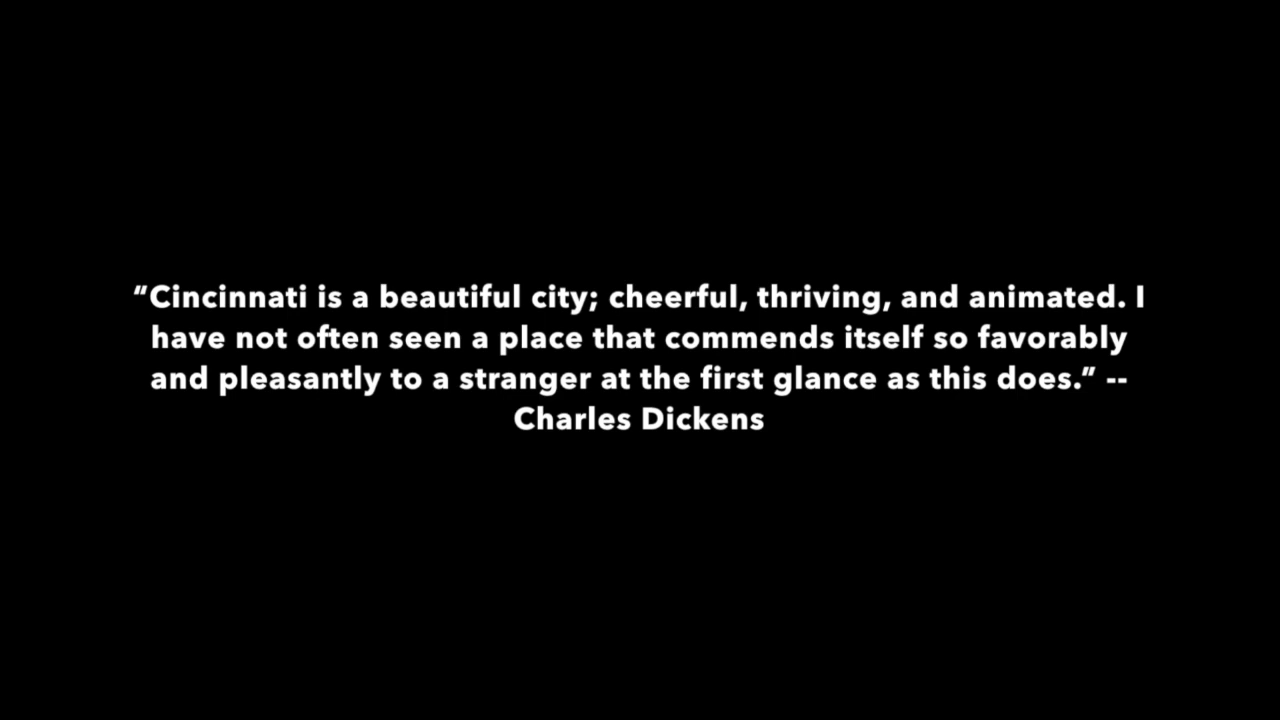 “Cincinnati is a beautiful city; cheerful, thriving, and animated. I
have not often seen a place that commends itself so favorably
and pleasantly to a stranger at the first glance as this does.” --
Charles Dickens